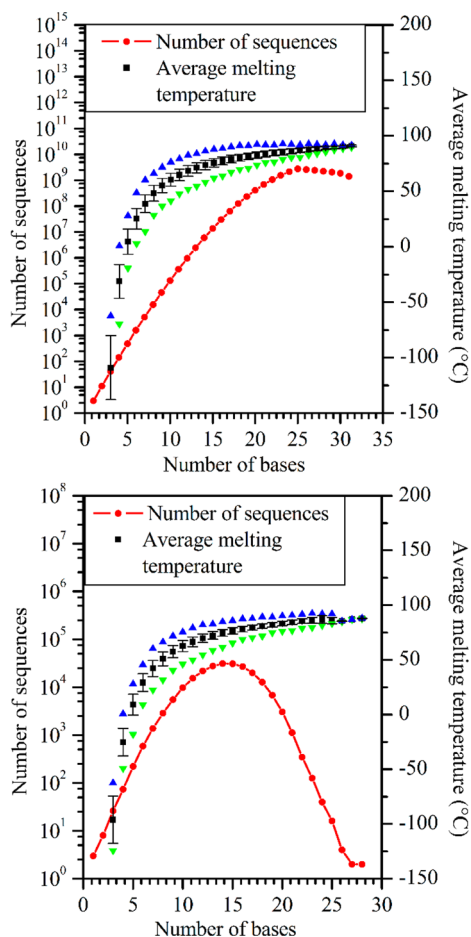 Number of sequences
Average melting
temperature
10^15
10^14
10^13
10^12
10^11
10^10
10^9
10^8
10^7
10^6
10^5
10^4
10^3
10^2
10^1
10^0
Number of sequences
200
150
100
50
0
-50
-100
-150
Average melting temperature (°C)
0 5 10 15 20 25 30 35
Number of bases
Number of sequences
Average melting
temperature
10^8
10^7
10^6
10^5
10^4
10^3
10^2
10^1
10^0
Number of sequences
200
150
100
50
0
-50
-100
-150
Average melting temperature (°C)
0 5 10 15 20 25 30
Number of bases